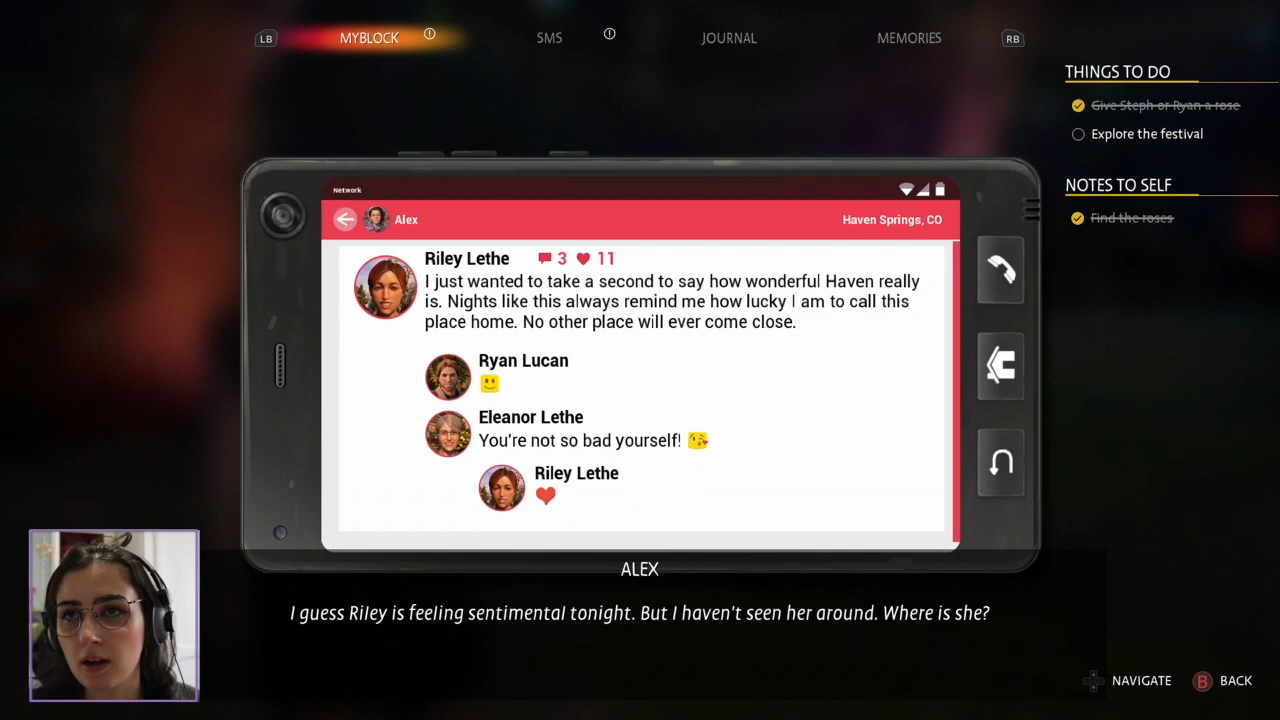 LB
MYBLOCK
SMS
JOURNAL
MEMORIES
RB
THINGS TO DO
Give Steph or Ryan a rose
Explore the festival
NOTES TO SELF
Find the roses
Network
Alex
Haven Springs, CO
Riley Lethe 3 11
I just wanted to take a second to say how wonderful Haven really
is. Nights like this always remind me how lucky I am to call this
place home. No other place will ever come close.
Ryan Lucan
Eleanor Lethe
You're not so bad yourself!
Riley Lethe
ALEX
I guess Riley is feeling sentimental tonight. But I haven't seen her around. Where is she?
NAVIGATE
B BACK